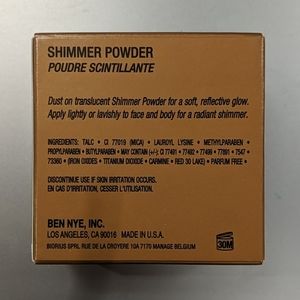 SHIMMER POWDER
POUDRE SCINTILLANTE
Dust on translucent Shimmer Powder for a soft, reflective glow.
Apply lightly or lavishly to face and body for a radiant shimmer.
INGREDIENTS: TALC • CI 77019 (MICA) • LAUROYL LYSINE • METHYLPARABEN •
PROPYLPARABEN • BUTYLPARABEN • MAY CONTAIN (+/-) CI 77491 • 77492 • 77499 • 77891 • 7547 •
73360 • (IRON OXIDES • TITANIUM DIOXIDE • CARMINE • RED 30 LAKE) • PARFUM FREE •
DISCONTINUE USE IF SKIN IRRITATION OCCURS.
EN CAS D'IRRITATION, CESSER L'UTILISATION.
BEN NYE, INC.
LOS ANGELES, CA 90016 MADE IN U.S.A.
BIORIUS SPRL RUE DE LA CROYERE 10A 7170 MANAGE BELGIUM
30M